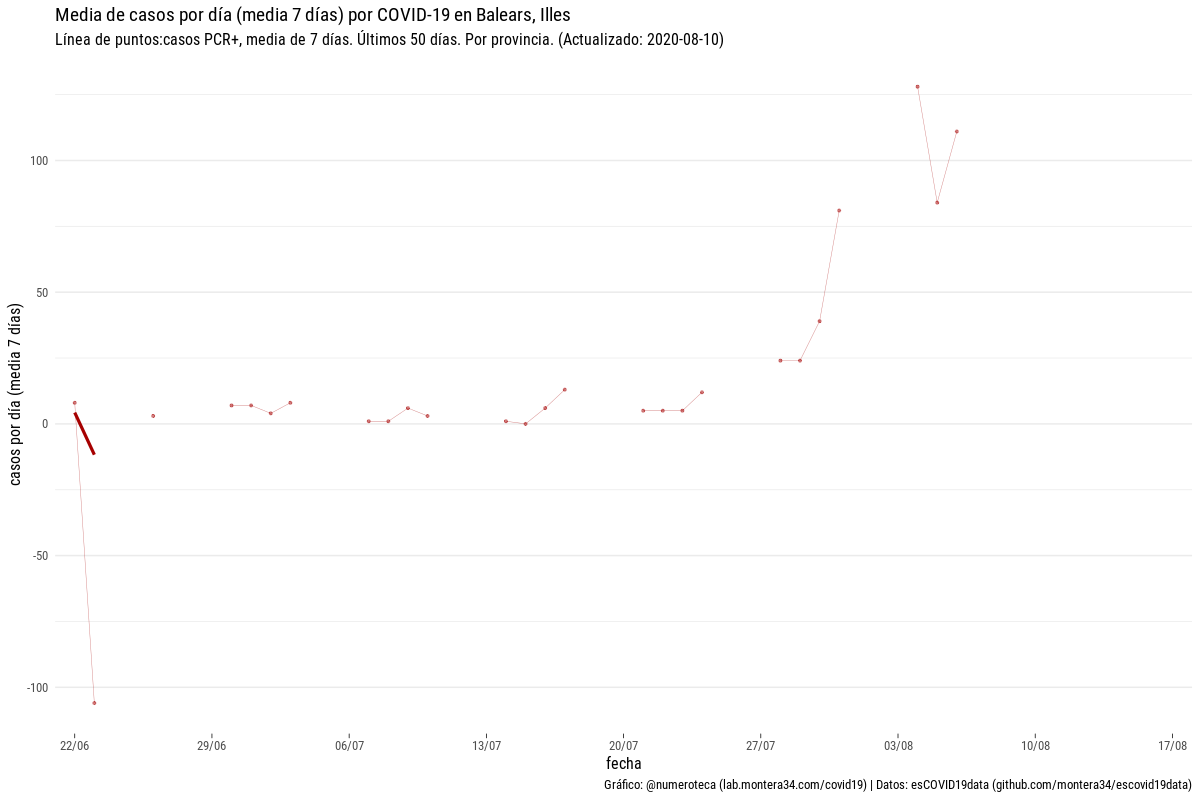 Media de casos por día (media 7 días) por COVID-19 en Balears, Illes
Línea de puntos:casos PCR+, media de 7 días. Últimos 50 días. Por provincia. (Actualizado: 2020-08-10)
casos por día (media 7 días)
100
50
0
-50
-100
22/06 29/06 06/07 13/07 20/07 27/07 03/08 10/08 17/08
fecha
Gráfico: @numeroteca (lab.montera34.com/covid19) | Datos: esCOVID19data (github.com/montera34/escovid19data)